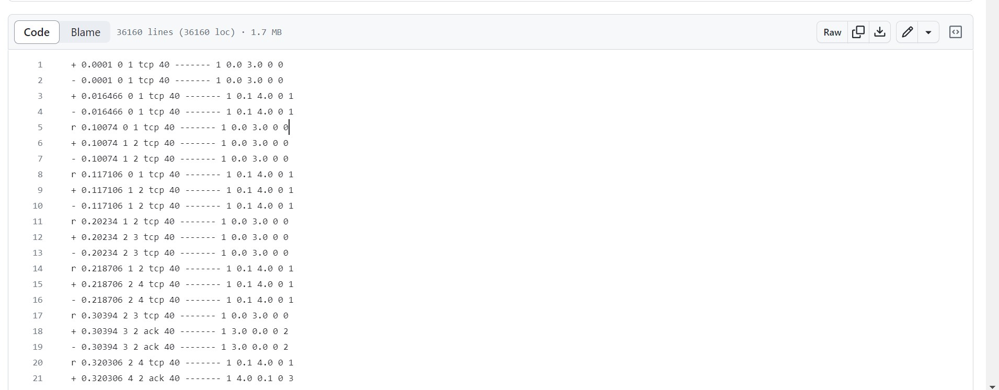 Code Blame 36160 lines (36160 loc) · 1.7 MB Raw
1 + 0.0001 0 1 tcp 40 ------- 1 0.0 3.0 0 0
2 - 0.0001 0 1 tcp 40 ------- 1 0.0 3.0 0 0
3 + 0.016466 0 1 tcp 40 ------- 1 0.1 4.0 0 1
4 - 0.016466 0 1 tcp 40 ------- 1 0.1 4.0 0 1
5 r 0.10074 0 1 tcp 40 ------- 1 0.0 3.0 0 0
6 + 0.10074 1 2 tcp 40 ------- 1 0.0 3.0 0 0
7 - 0.10074 1 2 tcp 40 ------- 1 0.0 3.0 0 0
8 r 0.117106 0 1 tcp 40 ------- 1 0.1 4.0 0 1
9 + 0.117106 1 2 tcp 40 ------- 1 0.1 4.0 0 1
10 - 0.117106 1 2 tcp 40 ------- 1 0.1 4.0 0 1
11 r 0.20234 1 2 tcp 40 ------- 1 0.0 3.0 0 0
12 + 0.20234 2 3 tcp 40 ------- 1 0.0 3.0 0 0
13 - 0.20234 2 3 tcp 40 ------- 1 0.0 3.0 0 0
14 r 0.218706 1 2 tcp 40 ------- 1 0.1 4.0 0 1
15 + 0.218706 2 4 tcp 40 ------- 1 0.1 4.0 0 1
16 - 0.218706 2 4 tcp 40 ------- 1 0.1 4.0 0 1
17 r 0.30394 2 3 tcp 40 ------- 1 0.0 3.0 0 0
18 + 0.30394 3 2 ack 40 ------- 1 3.0 0.0 0 2
19 - 0.30394 3 2 ack 40 ------- 1 3.0 0.0 0 2
20 r 0.320306 2 4 tcp 40 ------- 1 0.1 4.0 0 1
21 + 0.320306 4 2 ack 40 ------- 1 4.0 0.1 0 3